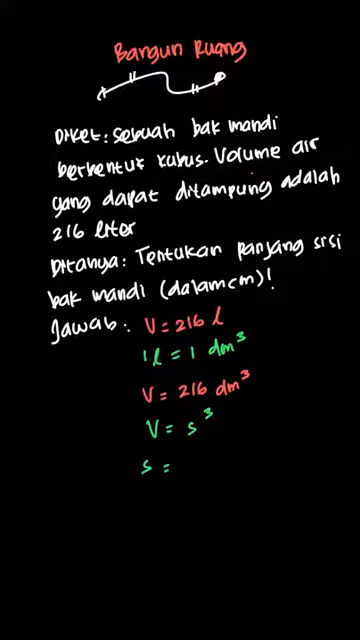 Bangun Ruang
Diket: sebuah bak mandi
berbentuk kubus. Volume air
yang dapat ditampung adalah
216 liter
Ditanya: Tentukan panjang sisi
bak mandi (dalam cm)!
Jawab: V = 216 l
1l = 1 dm³
V = 216 dm³
V = s³
s =